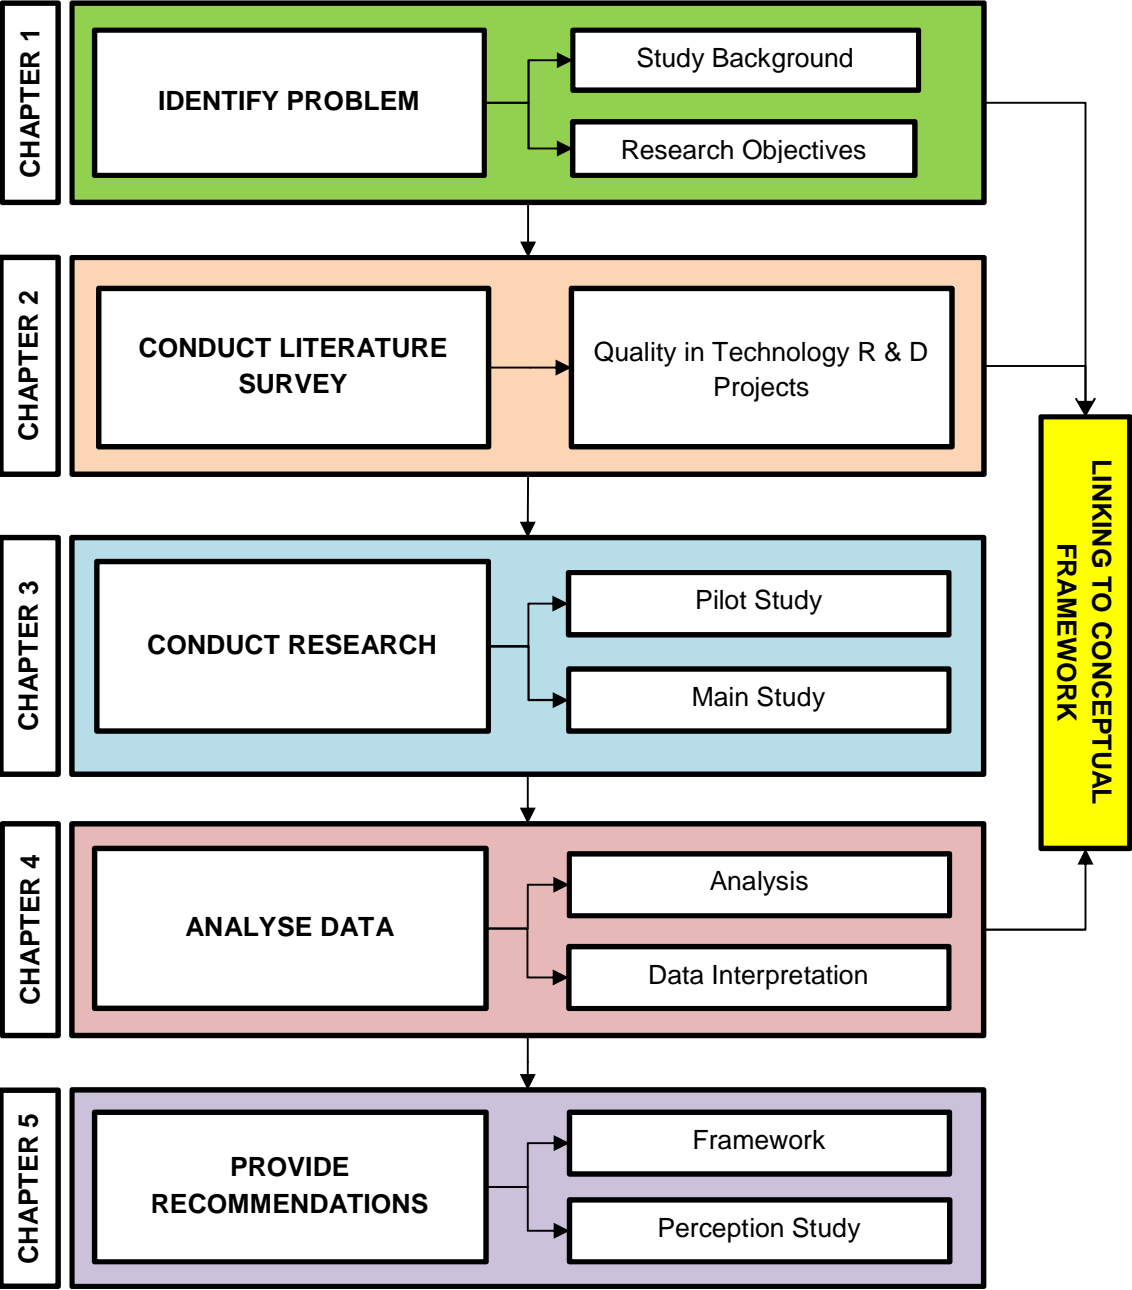 CHAPTER 1
IDENTIFY PROBLEM
Study Background
Research Objectives
CHAPTER 2
CONDUCT LITERATURE
SURVEY
Quality in Technology R & D
Projects
LINKING TO CONCEPTUAL
FRAMEWORK
CHAPTER 3
CONDUCT RESEARCH
Pilot Study
Main Study
CHAPTER 4
ANALYSE DATA
Analysis
Data Interpretation
CHAPTER 5
PROVIDE
RECOMMENDATIONS
Framework
Perception Study